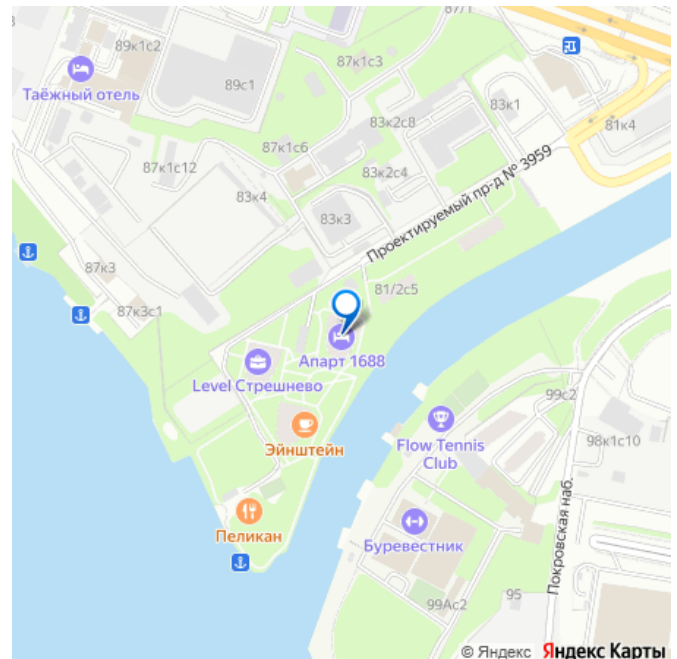 89к1с2
87/1
87к1с3
Таёжный отель
89с1
83к1
83к2с8
81к4
87к1с6
87к1с12
83к2с4
83к4
Проектируемый пр-д № 3959
83к3
87к3
81/2с5
87к3с1
Апарт 1688
Level Стрешнево
99с2
Эйнштейн
Flow Tennis
Club
98к1с10
Покровская наб.
Пеликан
Буревестник
95
99Ас2
© Яндекс Яндекс Карты